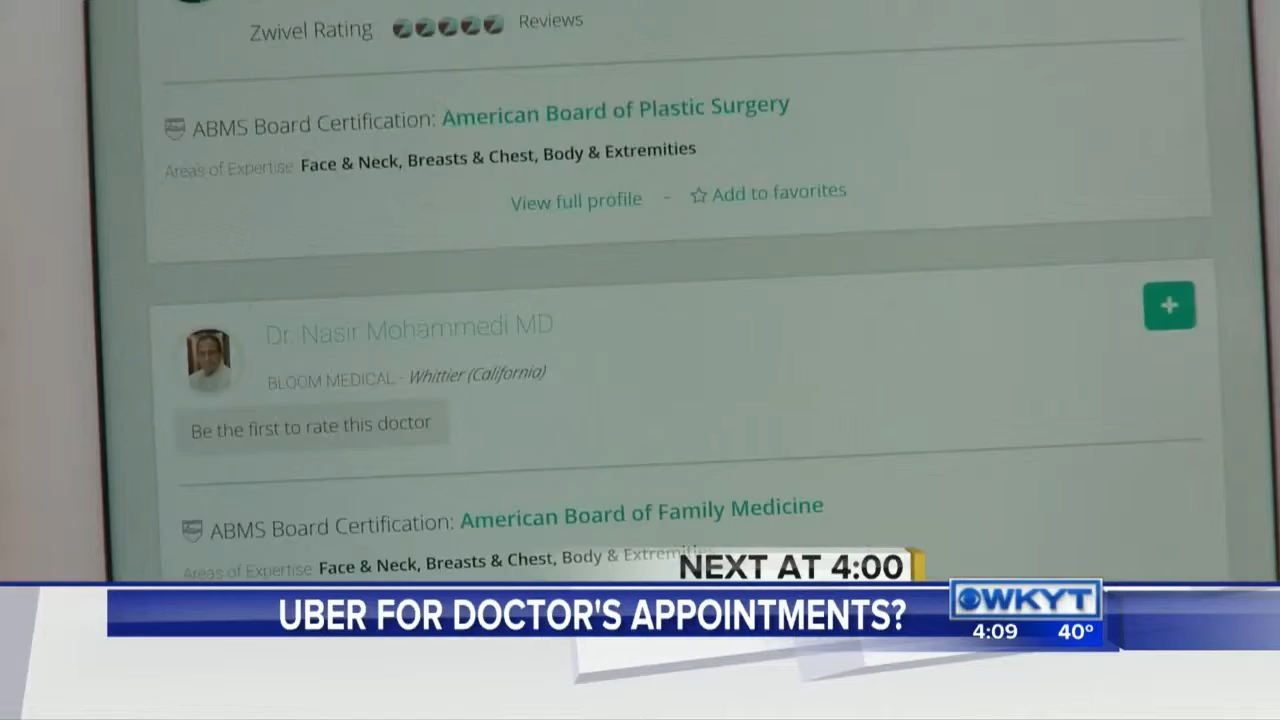 Zwivel Rating Reviews
ABMS Board Certification: American Board of Plastic Surgery
Areas of Expertise Face & Neck, Breasts & Chest, Body & Extremities
View full profile - Add to favorites
+
Dr. Nasir Mohammedi MD
BLOOM MEDICAL - Whittier (California)
Be the first to rate this doctor
ABMS Board Certification: American Board of Family Medicine
Areas of Expertise Face & Neck, Breasts & Chest, Body & Extremities
NEXT AT 4:00
UBER FOR DOCTOR'S APPOINTMENTS?
WKYT
4:09 40°